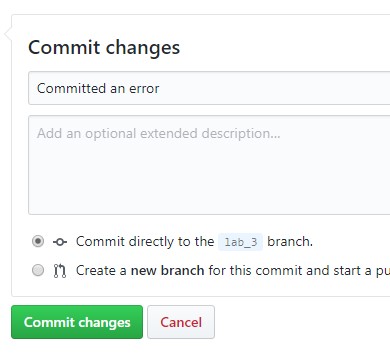 Commit changes
Committed an error
Add an optional extended description...
Commit directly to the lab_3 branch.
Create a new branch for this commit and start a pu
Commit changes
Cancel